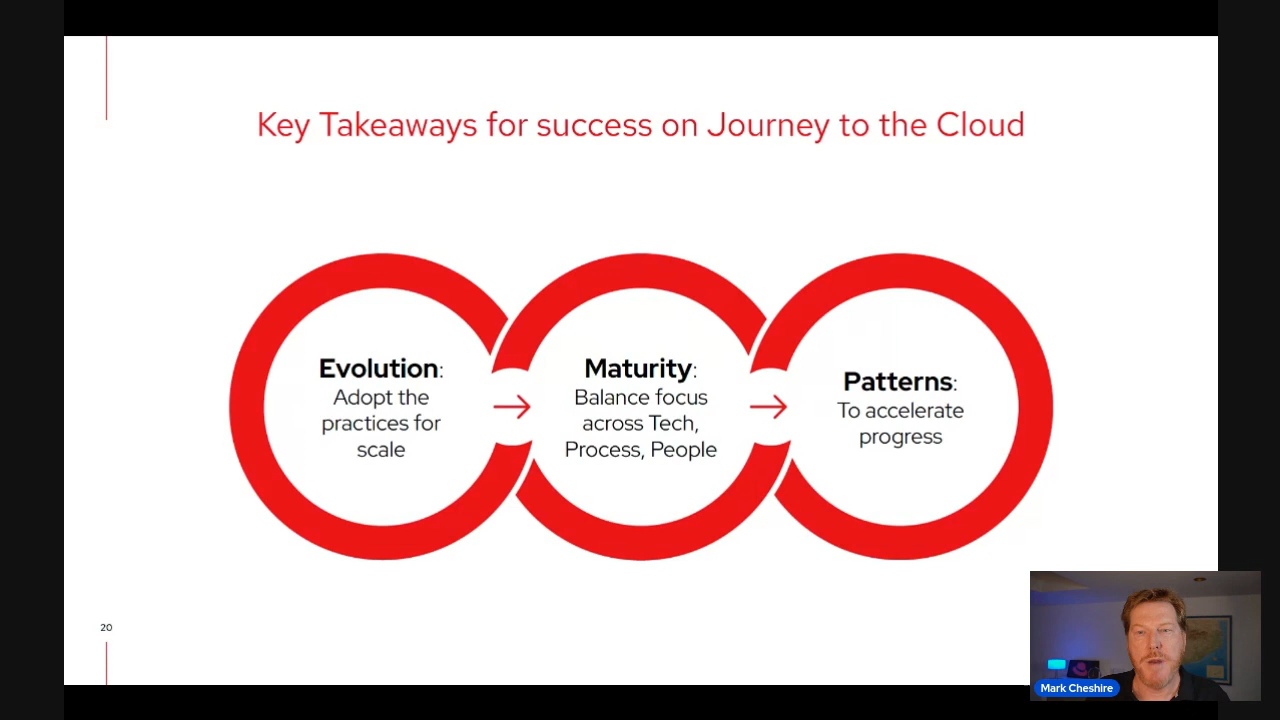 Key Takeaways for success on Journey to the Cloud
Evolution:
Adopt the
practices for
scale
Maturity:
Balance focus
across Tech,
Process, People
Patterns:
To accelerate
progress
20
Mark Cheshire